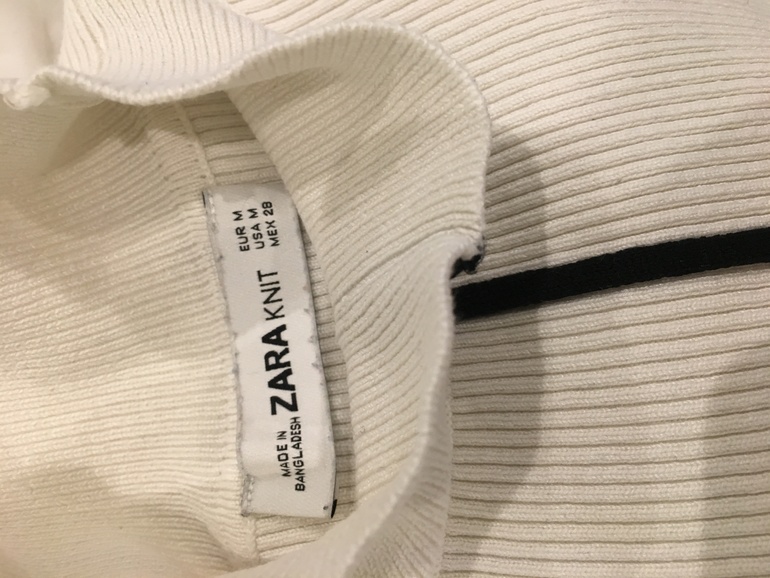 EUR M
USA M
MEX 28
ZARA KNIT
MADE IN
BANGLADESH